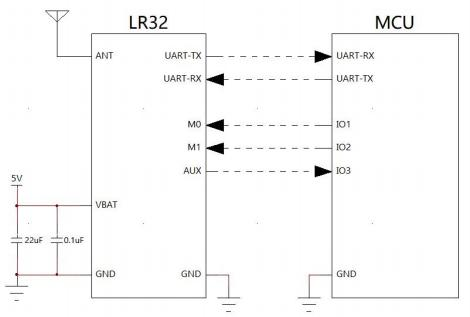 LR32 MCU
ANT UART-TX UART-RX
UART-RX UART-TX
M0 IO1
M1 IO2
AUX IO3
5V
VBAT
22uF 0.1uF
GND GND GND